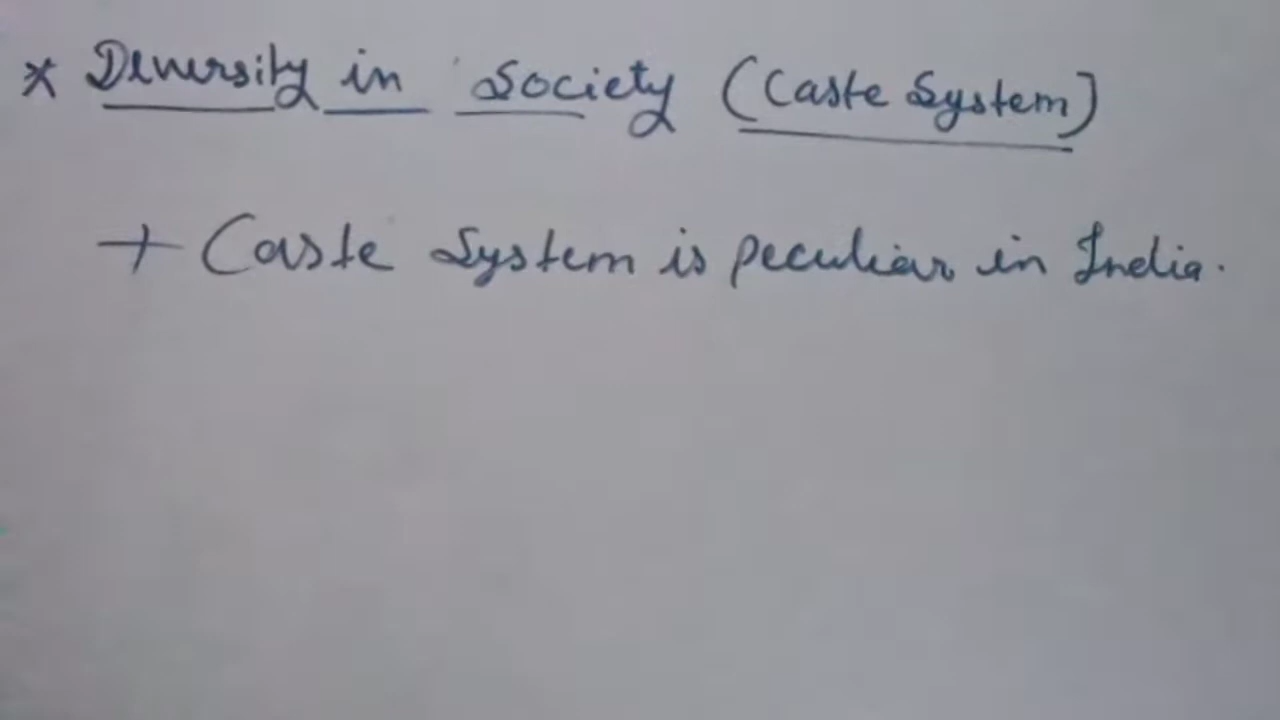 * Diversity in Society (Caste System)
+ Caste System is peculiar in India.